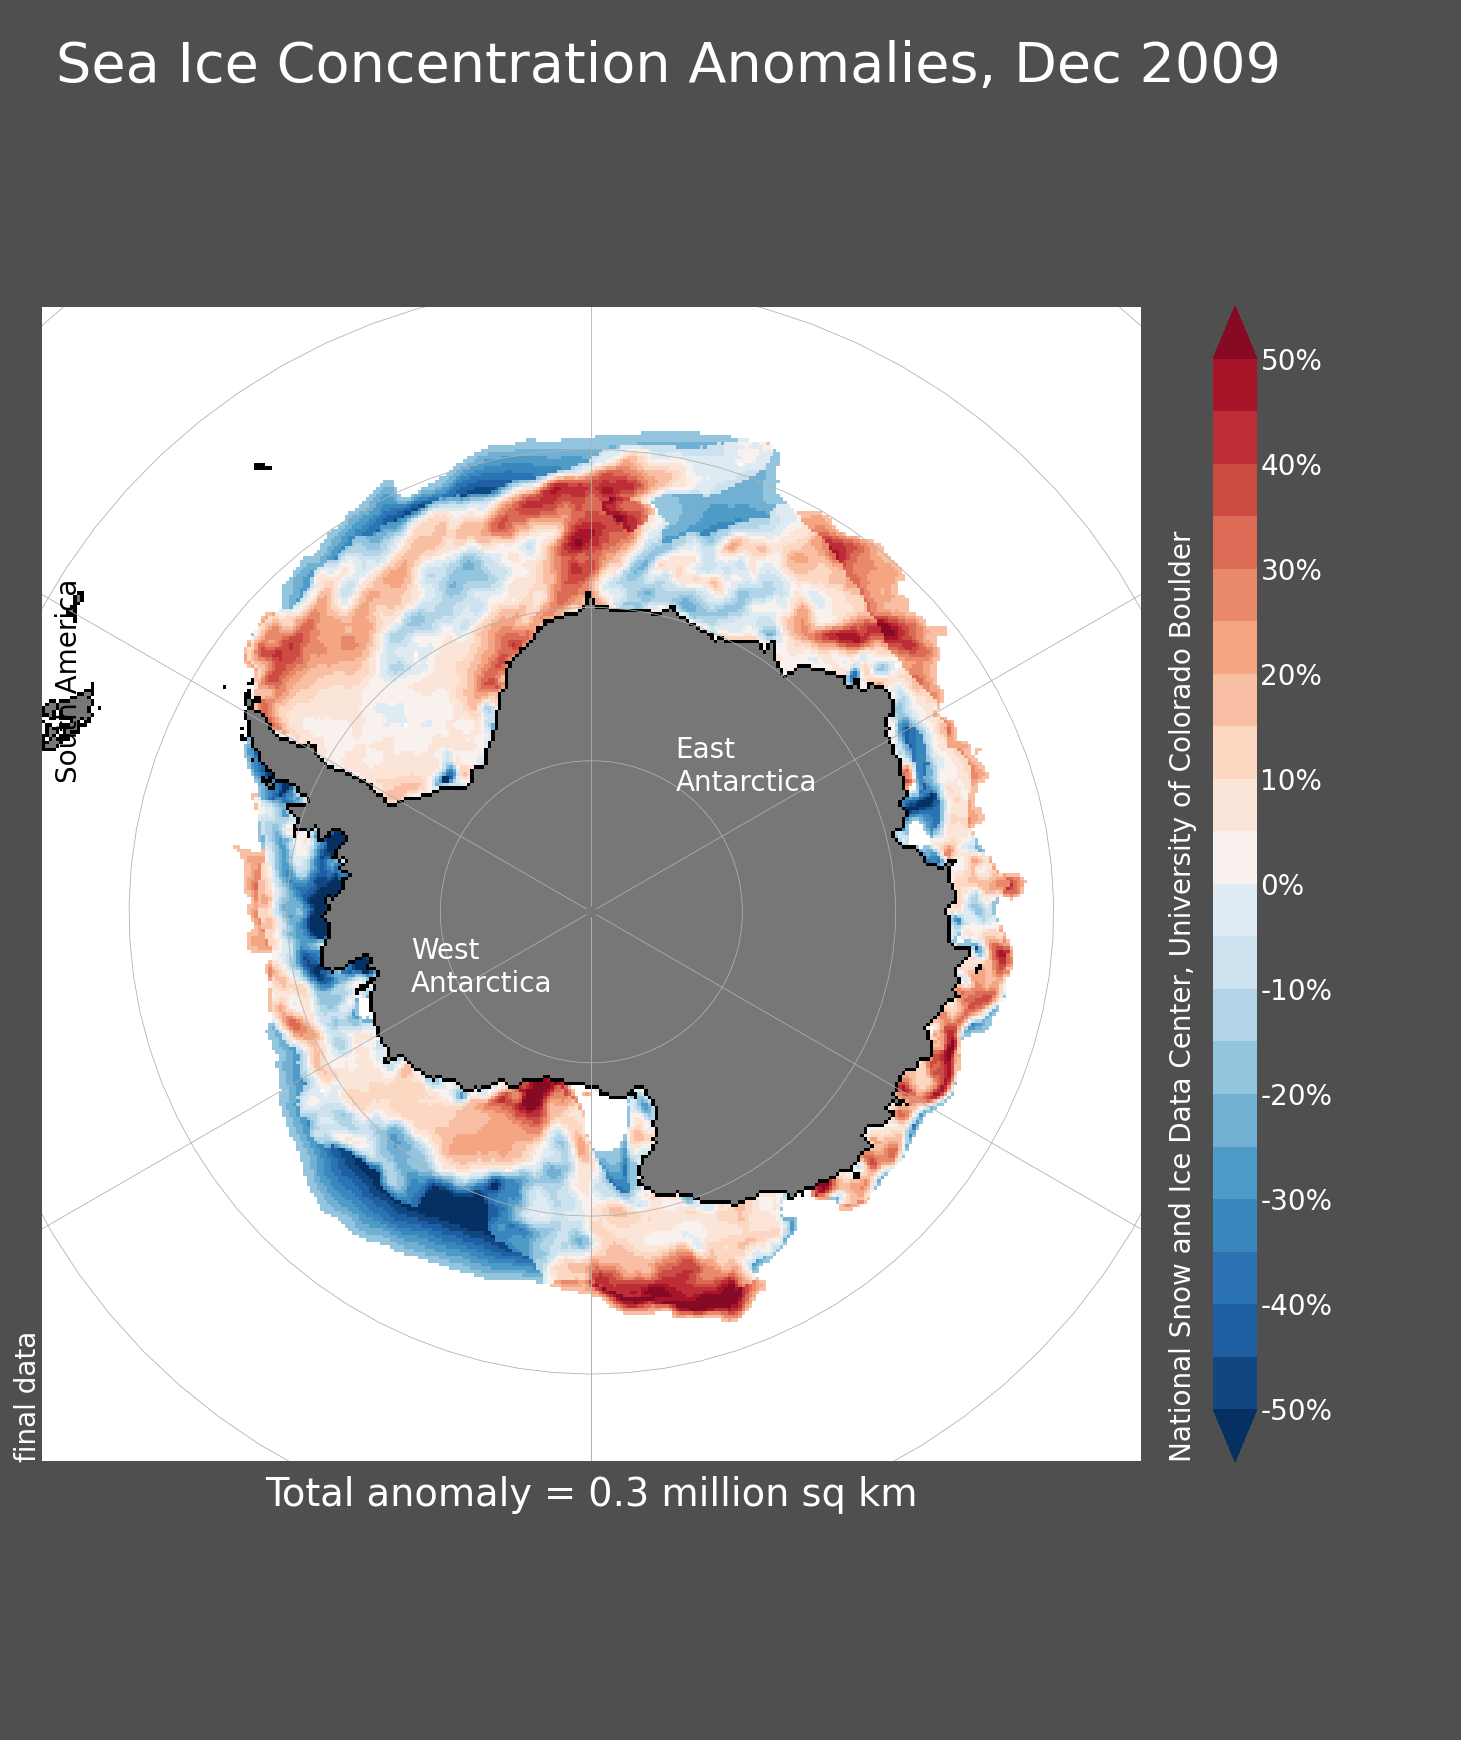 Sea Ice Concentration Anomalies, Dec 2009
South America
East
Antarctica
West
Antarctica
final data
National Snow and Ice Data Center, University of Colorado Boulder
50%
40%
30%
20%
10%
0%
-10%
-20%
-30%
-40%
-50%
Total anomaly = 0.3 million sq km